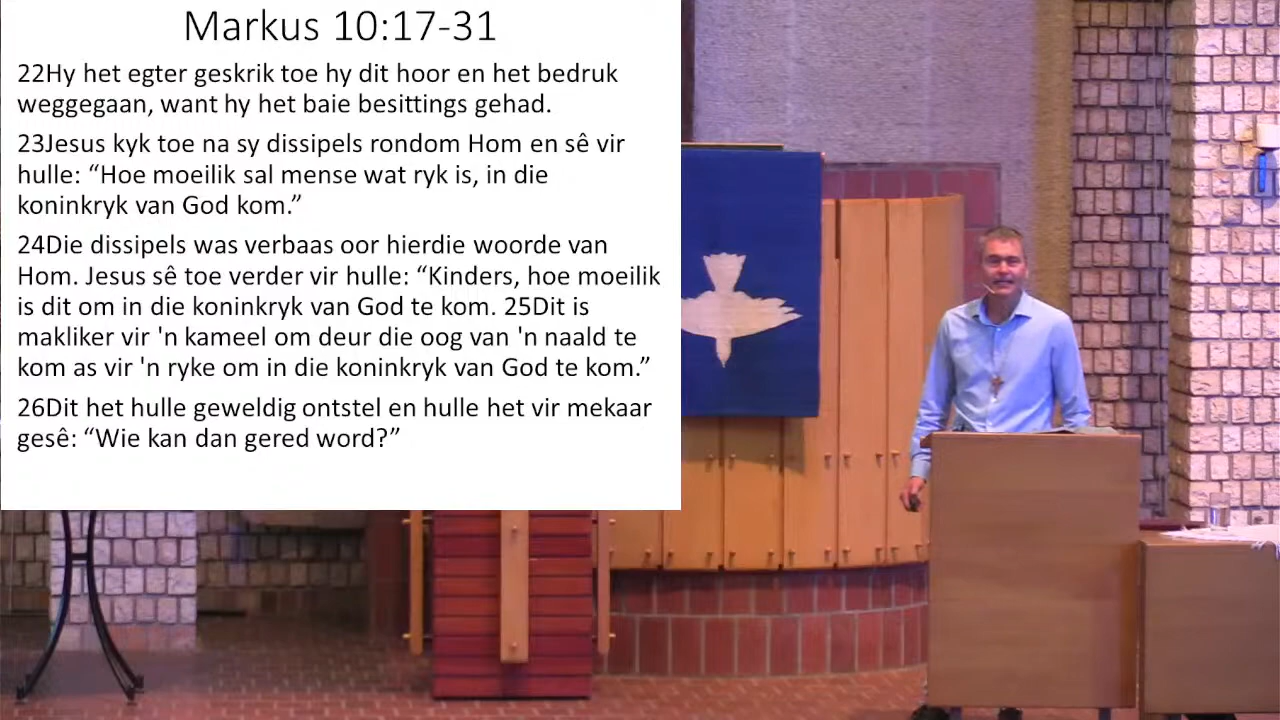 Markus 10:17-31
22Hy het egter geskrik toe hy dit hoor en het bedruk
weggegaan, want hy het baie besittings gehad.
23Jesus kyk toe na sy dissipels rondom Hom en sê vir
hulle: “Hoe moeilik sal mense wat ryk is, in die
koninkryk van God kom.”
24Die dissipels was verbaas oor hierdie woorde van
Hom. Jesus sê toe verder vir hulle: “Kinders, hoe moeilik
is dit om in die koninkryk van God te kom. 25Dit is
makliker vir 'n kameel om deur die oog van 'n naald te
kom as vir 'n ryke om in die koninkryk van God te kom.”
26Dit het hulle geweldig ontstel en hulle het vir mekaar
gesê: “Wie kan dan gered word?”